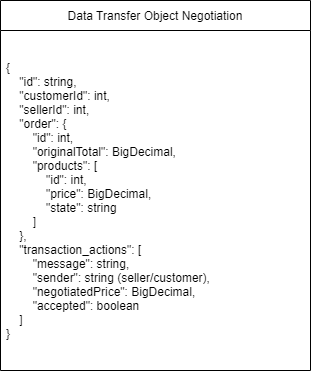 Data Transfer Object Negotiation
{
"id": string,
"customerId": int,
"sellerId": int,
"order": {
"id": int,
"originalTotal": BigDecimal,
"products": [
"id": int,
"price": BigDecimal,
"state": string
]
},
"transaction_actions": [
"message": string,
"sender": string (seller/customer),
"negotiatedPrice": BigDecimal,
"accepted": boolean
]
}